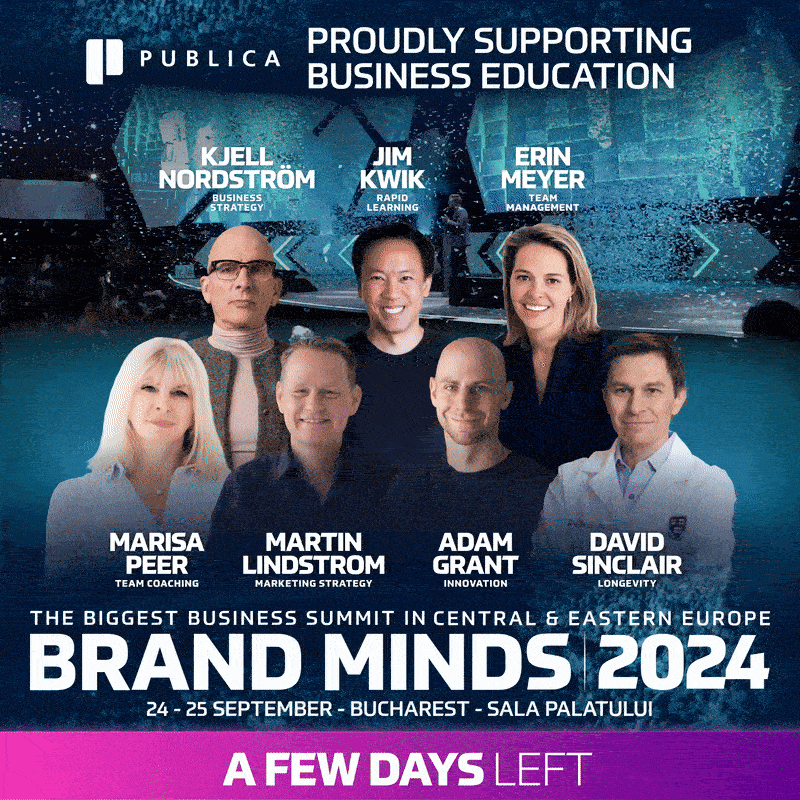 PUBLICA
PROUDLY SUPPORTING
BUSINESS EDUCATION
KJELL
NORDSTRÖM
BUSINESS
STRATEGY
JIM
KWIK
RAPID
LEARNING
ERIN
MEYER
TEAM
MANAGEMENT
MARISA
PEER
TEAM COACHING
MARTIN
LINDSTROM
MARKETING STRATEGY
ADAM
GRANT
INNOVATION
DAVID
SINCLAIR
LONGEVITY
THE BIGGEST BUSINESS SUMMIT IN CENTRAL & EASTERN EUROPE
BRAND MINDS | 2024
24 - 25 SEPTEMBER - BUCHAREST - SALA PALATULUI
A FEW DAYS LEFT